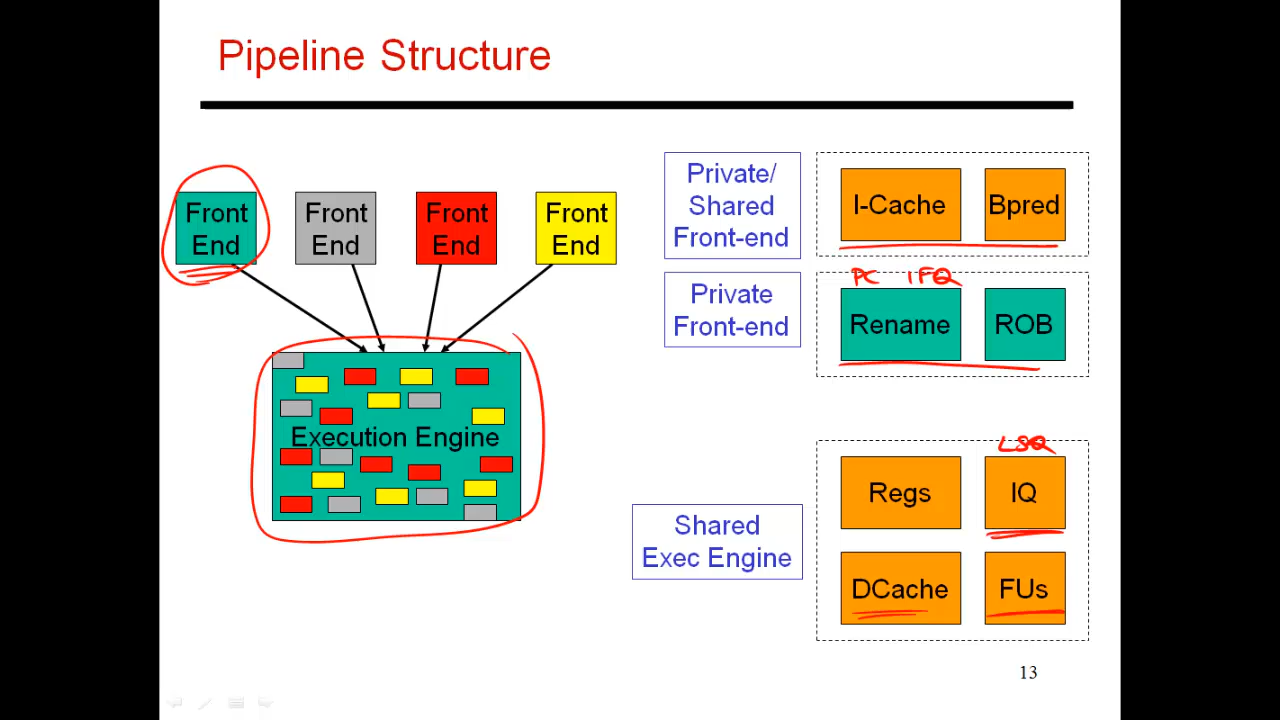 Pipeline Structure
Front
End
Front
End
Front
End
Front
End
Execution Engine
Private/
Shared
Front-end
I-Cache
Bpred
PC IFQ
Private
Front-end
Rename
ROB
LSQ
Shared
Exec Engine
Regs
IQ
DCache
FUs
13